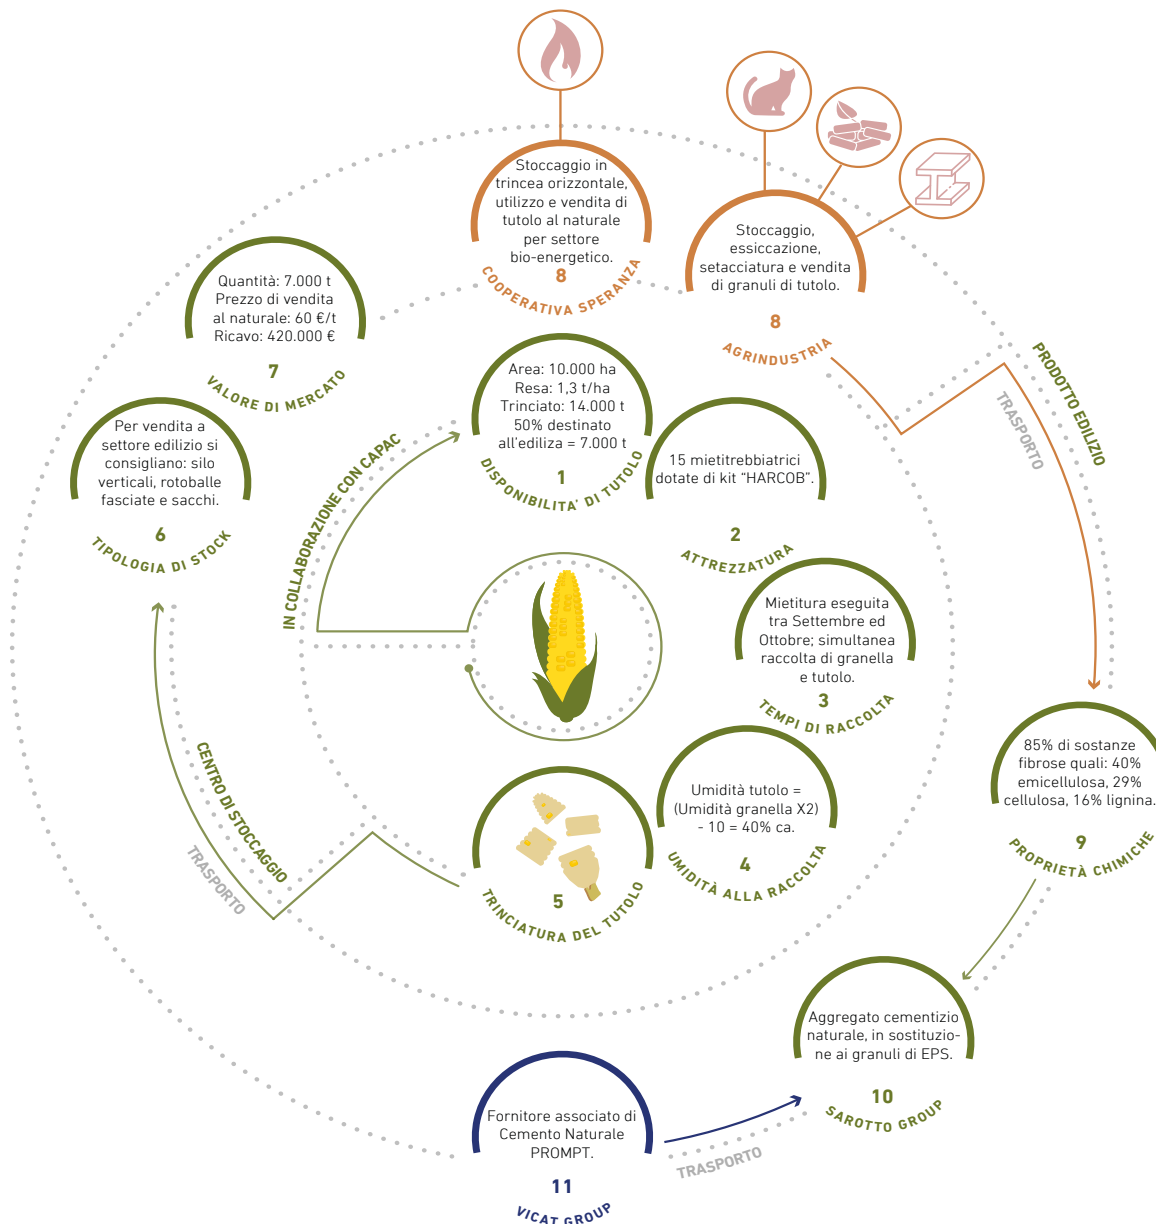 Stoccaggio in
trincea orizzontale,
utilizzo e vendita di
tutolo al naturale
per settore
bio-energetico.
8
COOPERATIVA SPERANZA
Stoccaggio,
essiccazione,
setacciatura e vendita
di granuli di tutolo.
8
AGRINDUSTRIA
Quantità: 7.000 t
Prezzo di vendita
al naturale: 60 €/t
Ricavo: 420.000 €
7
VALORE DI MERCATO
Area: 10.000 ha
Resa: 1,3 t/ha
Trinciato: 14.000 t
50% destinato
all'ediliza = 7.000 t
1
DISPONIBILITA' DI TUTOLO
PRODOTTO EDILIZIO
TRASPORTO
Per vendita a
settore edilizio si
consigliano: silo
verticali, rotoballe
fasciate e sacchi.
6
TIPOLOGIA DI STOCK
IN COLLABORAZIONE CON CAPAC
15 mietitrebbiatrici
dotate di kit "HARCOB".
2
ATTREZZATURA
Mietitura eseguita
tra Settembre ed
Ottobre; simultanea
raccolta di granella
e tutolo.
3
TEMPI DI RACCOLTA
CENTRO DI STOCCAGGIO
TRASPORTO
Umidità tutolo =
(Umidità granella X2)
- 10 = 40% ca.
4
UMIDITÀ ALLA RACCOLTA
5
TRINCIATURA DEL TUTOLO
85% di sostanze
fibrose quali: 40%
emicellulosa, 29%
cellulosa, 16% lignina.
9
PROPRIETÀ CHIMICHE
Aggregato cementizio
naturale, in sostituzio-
ne ai granuli di EPS.
10
SAROTTO GROUP
Fornitore associato di
Cemento Naturale
PROMPT.
11
VICAT GROUP
TRASPORTO